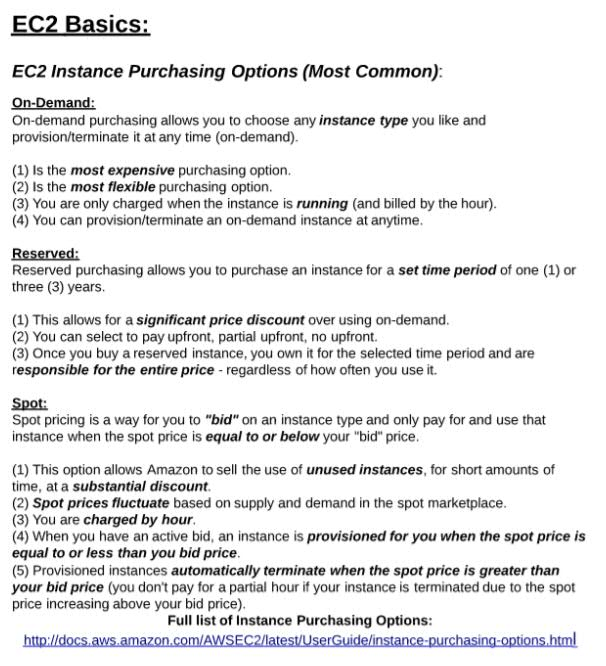 EC2 Basics:
EC2 Instance Purchasing Options (Most Common):
On-Demand:
On-demand purchasing allows you to choose any instance type you like and
provision/terminate it at any time (on-demand).
(1) Is the most expensive purchasing option.
(2) Is the most flexible purchasing option.
(3) You are only charged when the instance is running (and billed by the hour).
(4) You can provision/terminate an on-demand instance at anytime.
Reserved:
Reserved purchasing allows you to purchase an instance for a set time period of one (1) or
three (3) years.
(1) This allows for a significant price discount over using on-demand.
(2) You can select to pay upfront, partial upfront, no upfront.
(3) Once you buy a reserved instance, you own it for the selected time period and are
responsible for the entire price - regardless of how often you use it.
Spot:
Spot pricing is a way for you to "bid" on an instance type and only pay for and use that
instance when the spot price is equal to or below your "bid" price.
(1) This option allows Amazon to sell the use of unused instances, for short amounts of
time, at a substantial discount.
(2) Spot prices fluctuate based on supply and demand in the spot marketplace.
(3) You are charged by hour.
(4) When you have an active bid, an instance is provisioned for you when the spot price is
equal to or less than you bid price.
(5) Provisioned instances automatically terminate when the spot price is greater than
your bid price (you don't pay for a partial hour if your instance is terminated due to the spot
price increasing above your bid price).
Full list of Instance Purchasing Options:
http://docs.aws.amazon.com/AWSEC2/latest/UserGuide/instance-purchasing-options.html